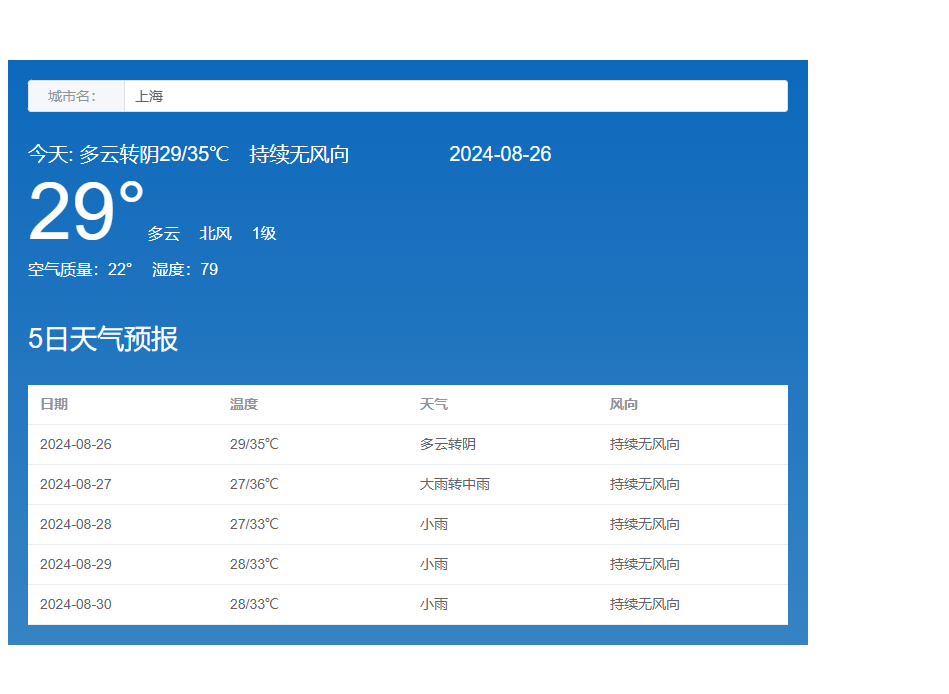 城市名： 上海
今天: 多云转阴29/35℃ 持续无风向 2024-08-26
29° 多云 北风 1级
空气质量：22° 湿度：79
5日天气预报
日期 温度 天气 风向
2024-08-26 29/35℃ 多云转阴 持续无风向
2024-08-27 27/36℃ 大雨转中雨 持续无风向
2024-08-28 27/33℃ 小雨 持续无风向
2024-08-29 28/33℃ 小雨 持续无风向
2024-08-30 28/33℃ 小雨 持续无风向